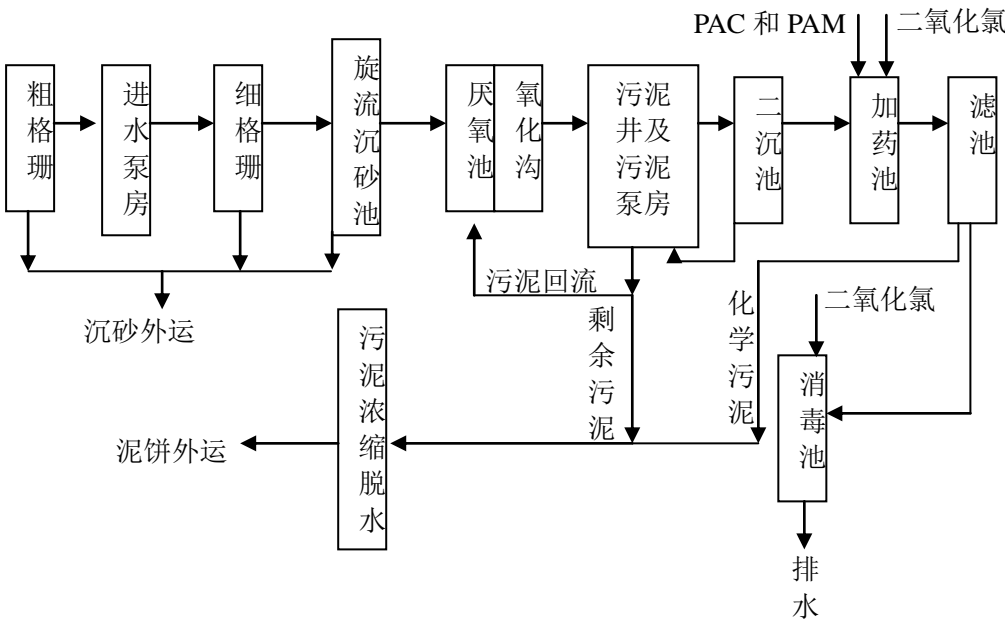 PAC 和 PAM
二氧化氯
粗格珊
进水泵房
细格珊
旋流沉砂池
厌氧池
氧化沟
污泥
井及
污泥
泵房
二沉池
加药池
滤池
污泥回流
沉砂外运
剩余污泥
化学污泥
二氧化氯
污泥浓缩脱水
消毒池
泥饼外运
排水